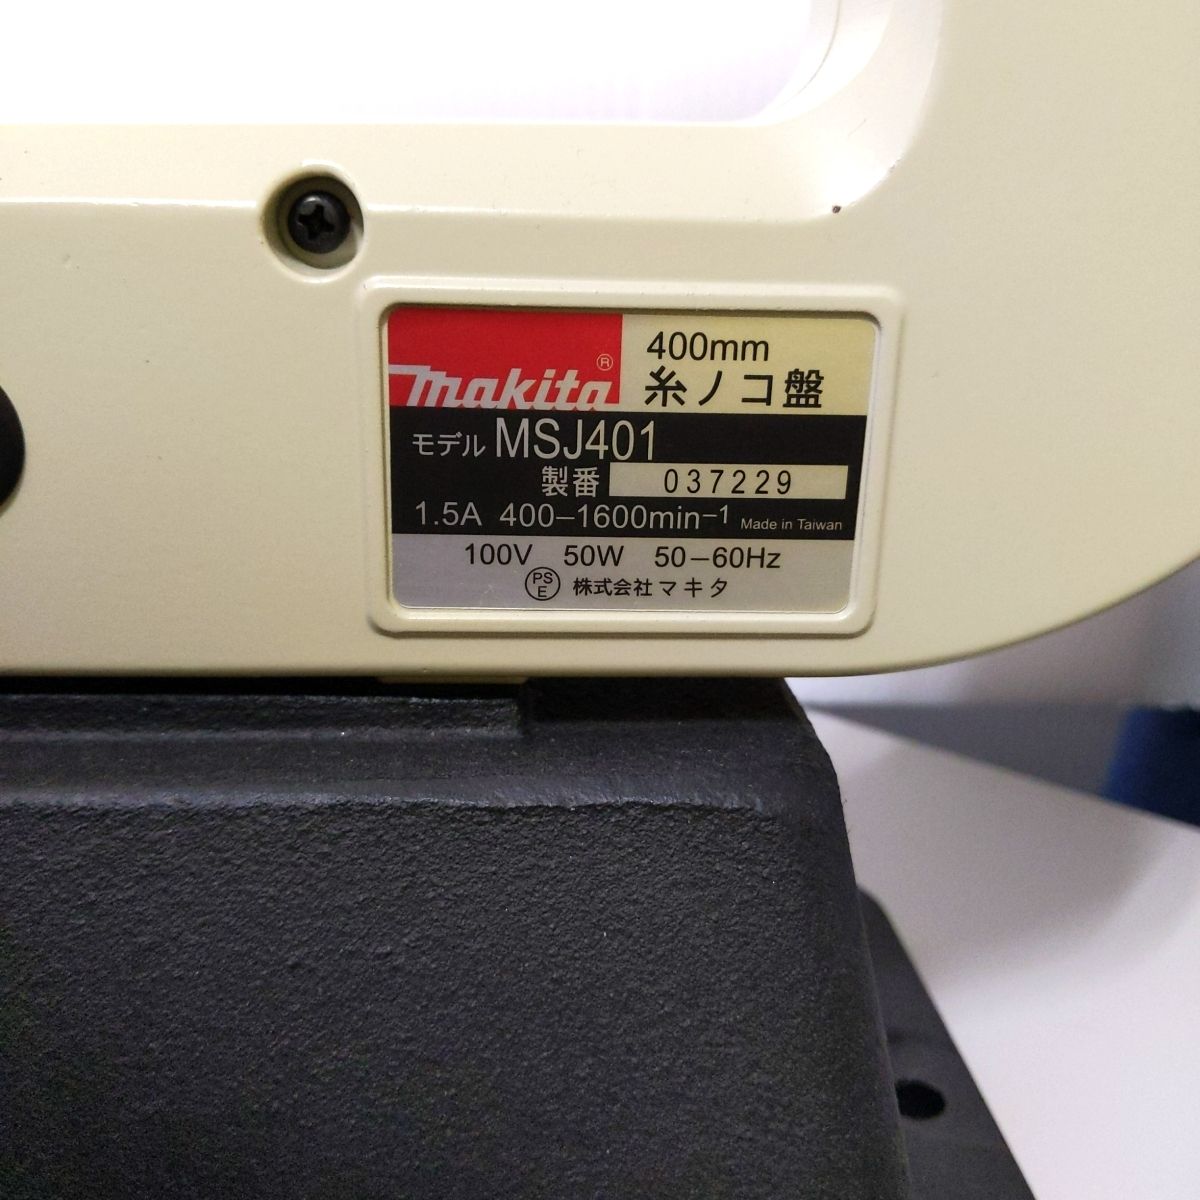 makita®
400mm
糸ノコ盤
モデル MSJ401
製番 037229
1.5A 400–1600min–1 Made in Taiwan
100V 50W 50–60Hz
PSE 株式会社マキタ